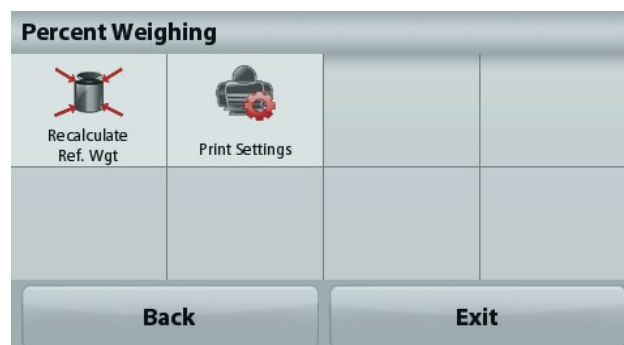 Percent Weighing
Recalculate
Ref. Wgt
Print Settings
Back
Exit